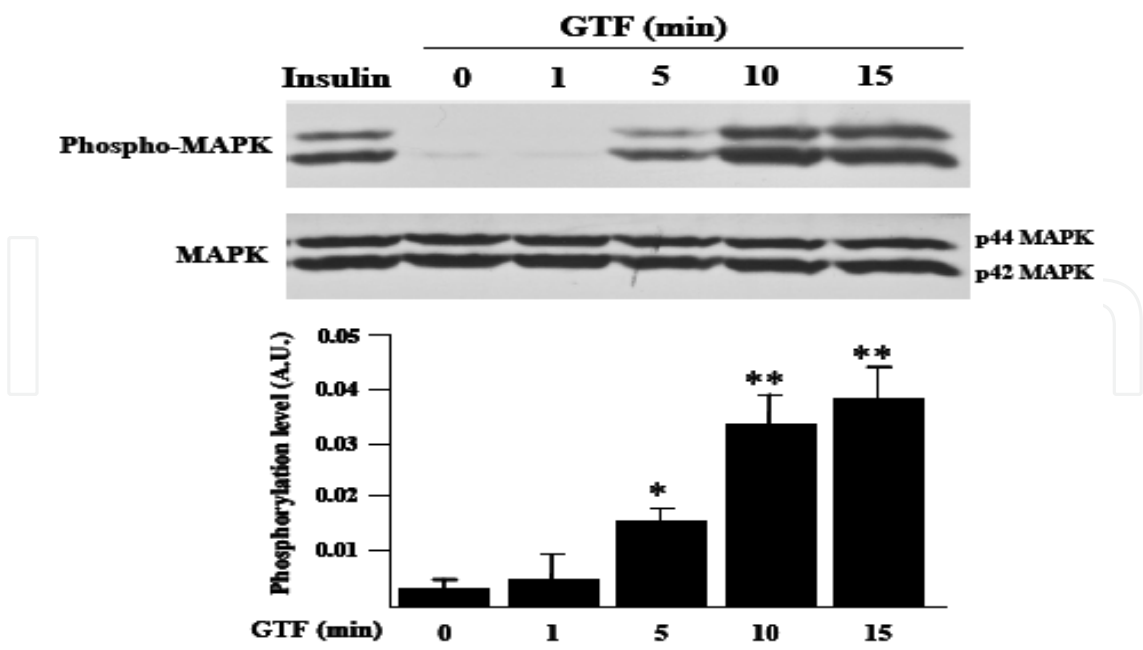 GTF (min)
Insulin 0 1 5 10 15
Phospho-MAPK
MAPK
p44 MAPK
p42 MAPK
Phosphorylation level (A.U.)
0.05
0.04
0.03
0.02
0.01
*
**
**
GTF (min) 0 1 5 10 15